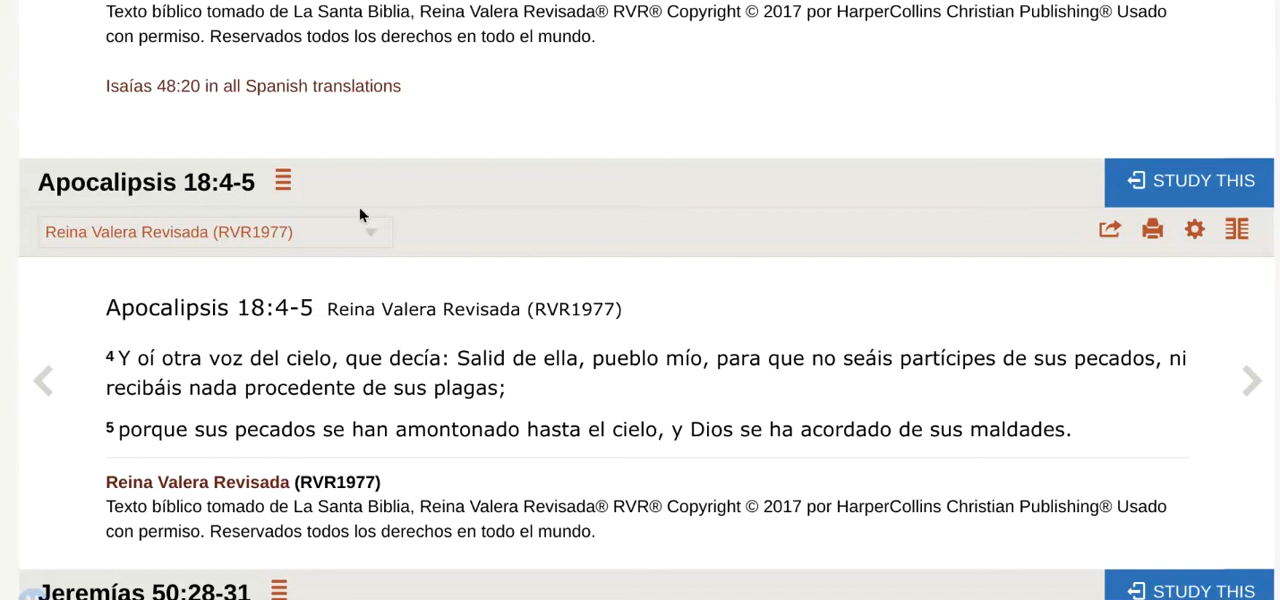 Texto bíblico tomado de La Santa Biblia, Reina Valera Revisada® RVR® Copyright © 2017 por HarperCollins Christian Publishing® Usado
con permiso. Reservados todos los derechos en todo el mundo.
Isaías 48:20 in all Spanish translations
Apocalipsis 18:4-5
STUDY THIS
Reina Valera Revisada (RVR1977)
Apocalipsis 18:4-5 Reina Valera Revisada (RVR1977)
4 Y oí otra voz del cielo, que decía: Salid de ella, pueblo mío, para que no seáis partícipes de sus pecados, ni
recibáis nada procedente de sus plagas;
5 porque sus pecados se han amontonado hasta el cielo, y Dios se ha acordado de sus maldades.
Reina Valera Revisada (RVR1977)
Texto bíblico tomado de La Santa Biblia, Reina Valera Revisada® RVR® Copyright © 2017 por HarperCollins Christian Publishing® Usado
con permiso. Reservados todos los derechos en todo el mundo.
Jeremías 50:28-31
STUDY THIS